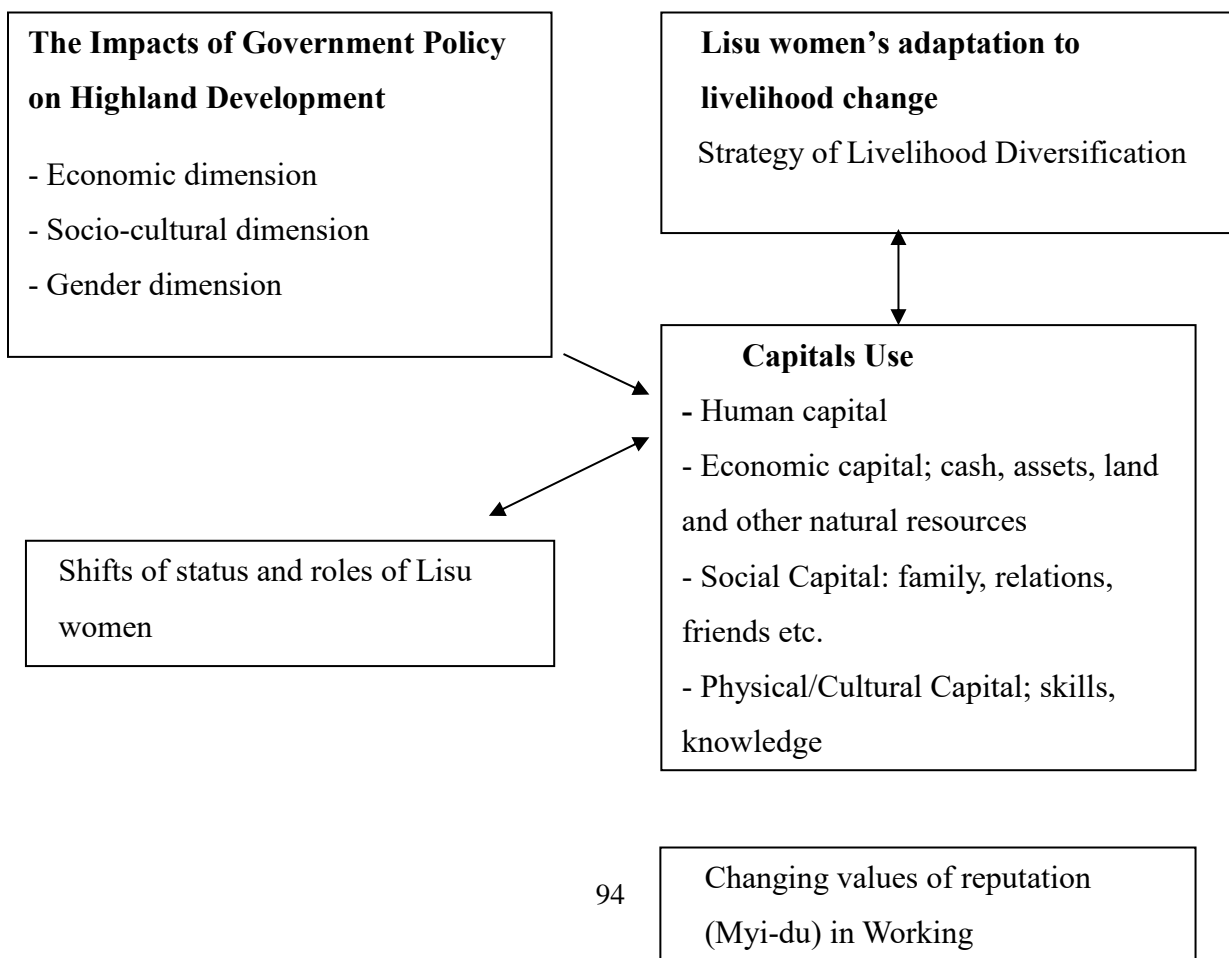 The Impacts of Government Policy
on Highland Development
- Economic dimension
- Socio-cultural dimension
- Gender dimension
Lisu women’s adaptation to
livelihood change
Strategy of Livelihood Diversification
Capitals Use
- Human capital
- Economic capital; cash, assets, land
and other natural resources
- Social Capital: family, relations,
friends etc.
- Physical/Cultural Capital; skills,
knowledge
Shifts of status and roles of Lisu
women
94
Changing values of reputation
(Myi-du) in Working